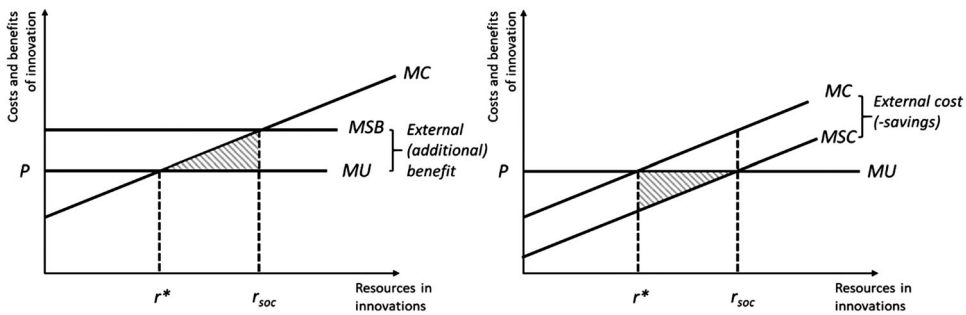 Costs and benefits
of innovation
MC
MSB
External
(additional)
benefit
P
MU
r*
r_soc
Resources in
innovations
Costs and benefits
of innovation
MC
External cost
(-savings)
MSC
P
MU
r*
r_soc
Resources in
innovations